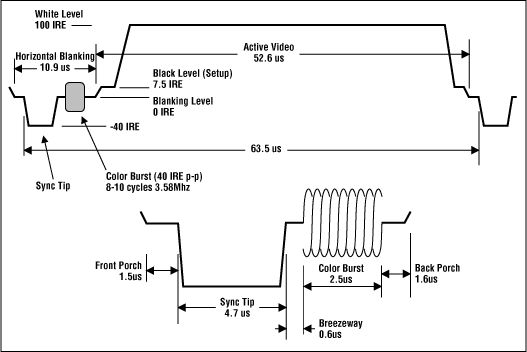 White Level
100 IRE
Horizontal Blanking
10.9 us
Active Video
52.6 us
Black Level (Setup)
7.5 IRE
Blanking Level
0 IRE
-40 IRE
63.5 us
Sync Tip
Color Burst (40 IRE p-p)
8-10 cycles 3.58Mhz
Front Porch
1.5us
Sync Tip
4.7 us
Color Burst
2.5us
Back Porch
1.6us
Breezeway
0.6us